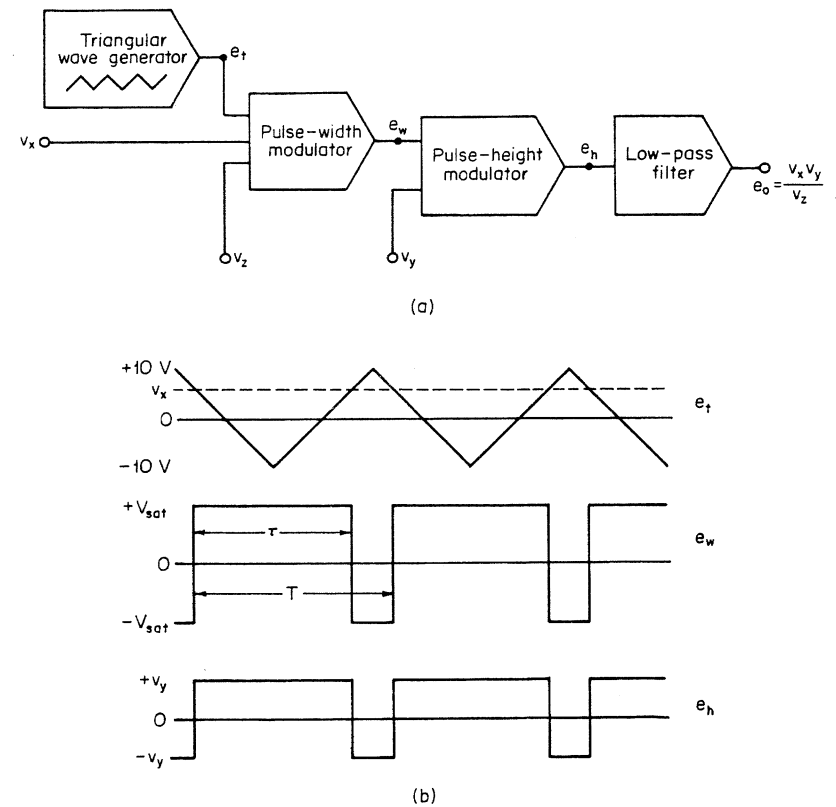 Triangular
wave generator
e_t
v_x
Pulse-width
modulator
e_w
Pulse-height
modulator
e_h
Low-pass
filter
e_o = v_x v_y / v_z
v_z
v_y
(a)
+10 V
v_x
0
e_t
-10 V
+V_sat
τ
e_w
0
T
-V_sat
+v_y
0
e_h
-v_y
(b)